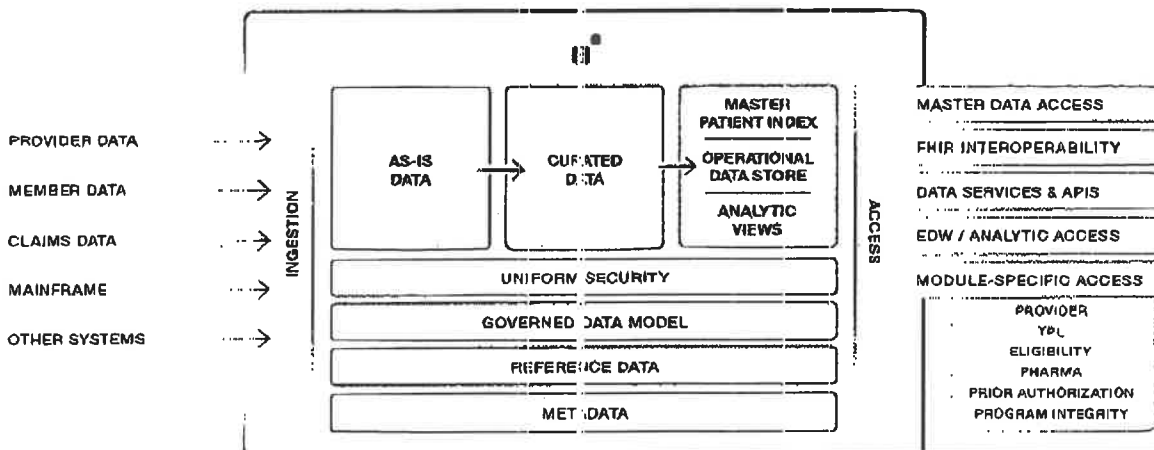 PROVIDER DATA
MEMBER DATA
CLAIMS DATA
MAINFRAME
OTHER SYSTEMS
INGESTION
AS-IS
DATA
CURATED
DATA
MASTER
PATIENT INDEX
OPERATIONAL
DATA STORE
ANALYTIC
VIEWS
UNIFORM SECURITY
GOVERNED DATA MODEL
REFERENCE DATA
METADATA
ACCESS
MASTER DATA ACCESS
FHIR INTEROPERABILITY
DATA SERVICES & APIS
EDW / ANALYTIC ACCESS
MODULE-SPECIFIC ACCESS
PROVIDER
ELIGIBILITY
PHARMA
PRIOR AUTHORIZATION
PROGRAM INTEGRITY